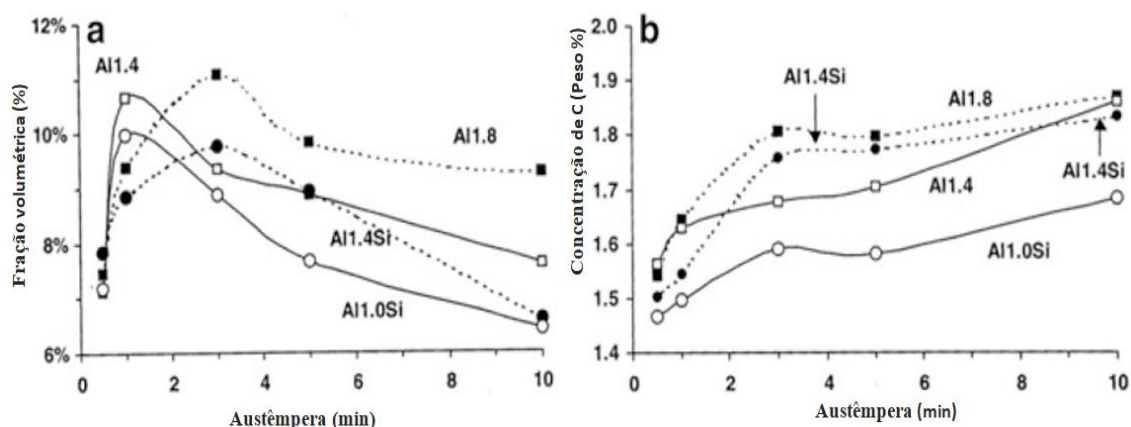 a
Fração volumétrica (%)
12%
10%
8%
6%
Al1.4
Al1.8
Al1.4Si
Al1.0Si
0 2 4 6 8 10
Austêmpera (min)
b
Concentração de C (Peso %)
2.0
1.9
1.8
1.7
1.6
1.5
1.4
Al1.4Si
Al1.8
Al1.4Si
Al1.4
Al1.0Si
0 2 4 6 8 10
Austêmpera (min)